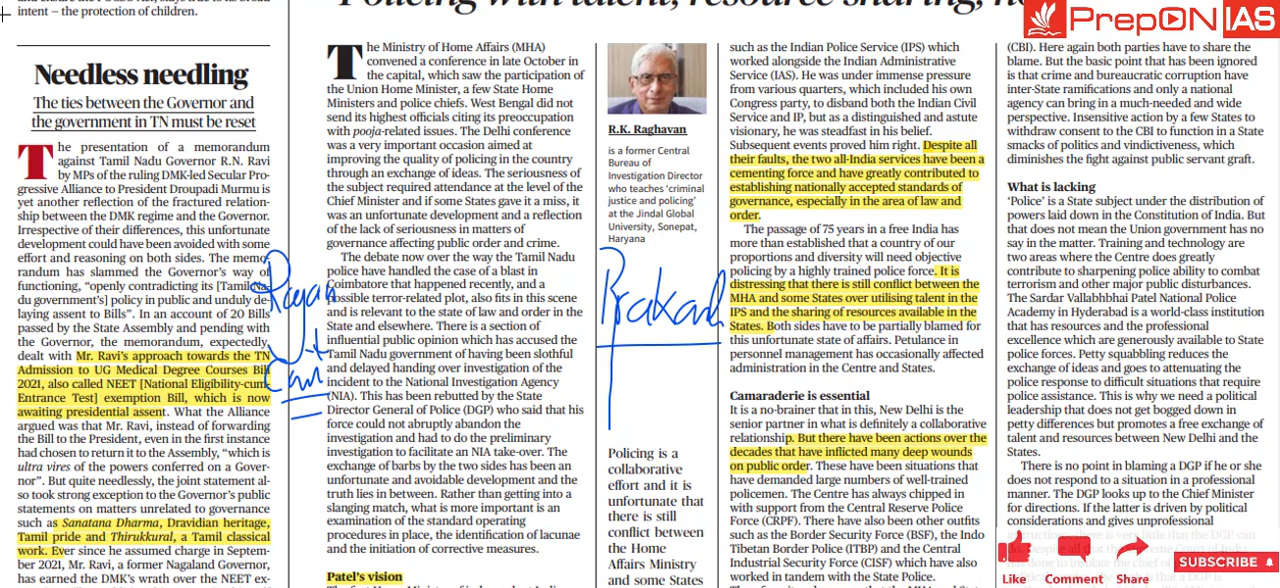 and ensure the POCSO Act, stays true to its broad
intent — the protection of children.
Needless needling
The ties between the Governor and
the government in TN must be reset
The presentation of a memorandum
against Tamil Nadu Governor R.N. Ravi
by MPs of the ruling DMK-led Secular Pro-
gressive Alliance to President Droupadi Murmu is
yet another reflection of the fractured relation-
ship between the DMK regime and the Governor.
Irrespective of their differences, this unfortunate
development could have been avoided with some
effort and reasoning on both sides. The memo-
randum has slammed the Governor's way of
functioning, “openly contradicting its [Tamil Na-
du government's] policy in public and unduly de-
laying assent to Bills”. In an account of 20 Bills
passed by the State Assembly and pending with
the Governor, the memorandum, expectedly,
dealt with Mr. Ravi's approach towards the TN
Admission to UG Medical Degree Courses Bill
2021, also called NEET [National Eligibility-cum-
Entrance Test] exemption Bill, which is now
awaiting presidential assent. What the Alliance
argued was that Mr. Ravi, instead of forwarding
the Bill to the President, even in the first instance
had chosen to return it to the Assembly, “which is
ultra vires of the powers conferred on a Gover-
nor”. But quite needlessly, the joint statement al-
so took strong exception to the Governor's public
statements on matters unrelated to governance
such as Sanatana Dharma, Dravidian heritage,
Tamil pride and Thirukkural, a Tamil classical
work. Ever since he assumed charge in Septem-
ber 2021, Mr. Ravi, a former Nagaland Governor,
has earned the DMK's wrath over the NEET ex-
Policing with talent, resource sharing,
The Ministry of Home Affairs (MHA)
convened a conference in late October in
the capital, which saw the participation of
the Union Home Minister, a few State Home
Ministers and police chiefs. West Bengal did not
send its highest officials citing its preoccupation
with pooja-related issues. The Delhi conference
was a very important occasion aimed at
improving the quality of policing in the country
through an exchange of ideas. The seriousness of
the subject required attendance at the level of the
Chief Minister and if some States gave it a miss, it
was an unfortunate development and a reflection
of the lack of seriousness in matters of
governance affecting public order and crime.
The debate now over the way the Tamil Nadu
police have handled the case of a blast in
Coimbatore that happened recently, and a
possible terror-related plot, also fits in this scene
and is relevant to the state of law and order in the
State and elsewhere. There is a section of
influential public opinion which has accused the
Tamil Nadu government of having been slothful
and delayed handing over investigation of the
incident to the National Investigation Agency
(NIA). This has been rebutted by the State
Director General of Police (DGP) who said that his
force could not abruptly abandon the
investigation and had to do the preliminary
investigation to facilitate an NIA take-over. The
exchange of barbs by the two sides has been an
unfortunate and avoidable development and the
truth lies in between. Rather than getting into a
slanging match, what is more important is an
examination of the standard operating
procedures in place, the identification of lacunae
and the initiation of corrective measures.
Patel's vision
R.K. Raghavan
is a former Central
Bureau of
Investigation Director
who teaches ‘criminal
justice and policing’
at the Jindal Global
University, Sonepat,
Haryana
Prakash
Policing is a
collaborative
effort and it is
unfortunate that
there is still
conflict between
the Home
Affairs Ministry
and some States
such as the Indian Police Service (IPS) which
worked alongside the Indian Administrative
Service (IAS). He was under immense pressure
from various quarters, which included his own
Congress party, to disband both the Indian Civil
Service and IP, but as a distinguished and astute
visionary, he was steadfast in his belief.
Subsequent events proved him right. Despite all
their faults, the two all-India services have been a
cementing force and have greatly contributed to
establishing nationally accepted standards of
governance, especially in the area of law and
order.
The passage of 75 years in a free India has
more than established that a country of our
proportions and diversity will need objective
policing by a highly trained police force. It is
distressing that there is still conflict between the
MHA and some States over utilising talent in the
IPS and the sharing of resources available in the
States. Both sides have to be partially blamed for
this unfortunate state of affairs. Petulance in
personnel management has occasionally affected
administration in the Centre and States.
Camaraderie is essential
It is a no-brainer that in this, New Delhi is the
senior partner in what is definitely a collaborative
relationship. But there have been actions over the
decades that have inflicted many deep wounds
on public order. These have been situations that
have demanded large numbers of well-trained
policemen. The Centre has always chipped in
with support from the Central Reserve Police
Force (CRPF). There have also been other outfits
such as the Border Security Force (BSF), the Indo
Tibetan Border Police (ITBP) and the Central
Industrial Security Force (CISF) which have also
worked in tandem with the State Police.
PrepON IAS
(CBI). Here again both parties have to share the
blame. But the basic point that has been ignored
is that crime and bureaucratic corruption have
inter-State ramifications and only a national
agency can bring in a much-needed and wide
perspective. Insensitive action by a few States to
withdraw consent to the CBI to function in a State
smacks of politics and vindictiveness, which
diminishes the fight against public servant graft.
What is lacking
‘Police’ is a State subject under the distribution of
powers laid down in the Constitution of India. But
that does not mean the Union government has no
say in the matter. Training and technology are
two areas where the Centre does greatly
contribute to sharpening police ability to combat
terrorism and other major public disturbances.
The Sardar Vallabhbhai Patel National Police
Academy in Hyderabad is a world-class institution
that has resources and the professional
excellence which are generously available to State
police forces. Petty squabbling reduces the
exchange of ideas and goes to attenuating the
police response to difficult situations that require
police assistance. This is why we need a political
leadership that does not get bogged down in
petty differences but promotes a free exchange of
talent and resources between New Delhi and the
States.
There is no point in blaming a DGP if he or she
does not respond to a situation in a professional
manner. The DGP looks up to the Chief Minister
for directions. If the latter is driven by political
considerations and gives unprofessional
Like Comment Share
SUBSCRIBE